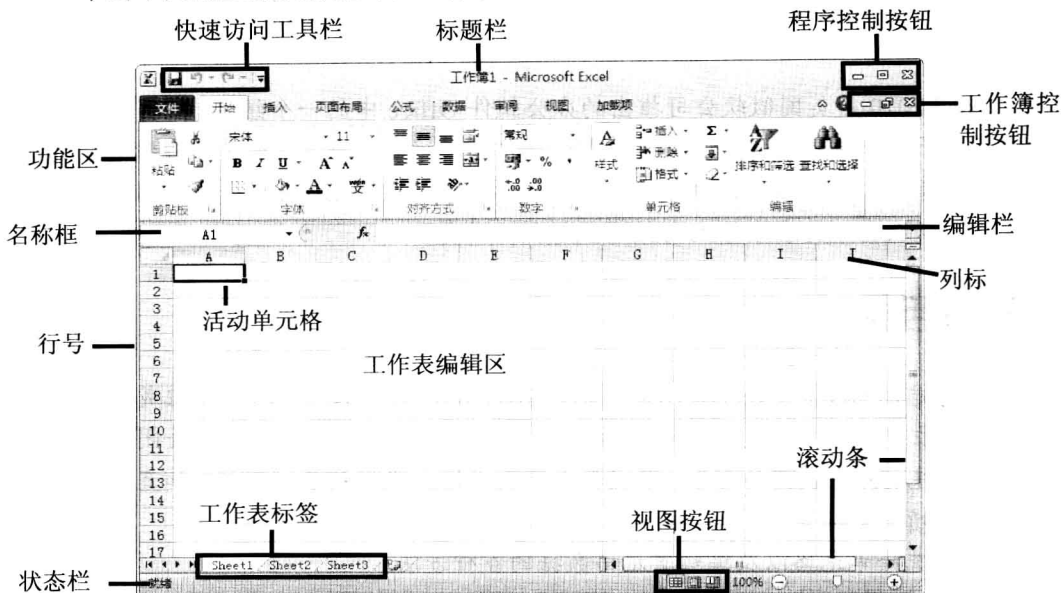 快速访问工具栏 标题栏 程序控制按钮
工作簿1 - Microsoft Excel
文件 开始 插入 页面布局 公式 数据 审阅 视图 加载项
工作簿控
制按钮
功能区
宋体 11 常规 插入 Σ
粘贴 B I U A A % 样式 删除 排序和筛选 查找和选择
A 格式
剪贴板 字体 对齐方式 数字 单元格 编辑
名称框 A1 fx 编辑栏
A B C D E F G H I J
列标
1
2
3
活动单元格
4
行号
5
6
工作表编辑区
7
8
9
10
11
12
滚动条
13
14
15
工作表标签 视图按钮
16
17
Sheet1 Sheet2 Sheet3
状态栏 就绪 100%